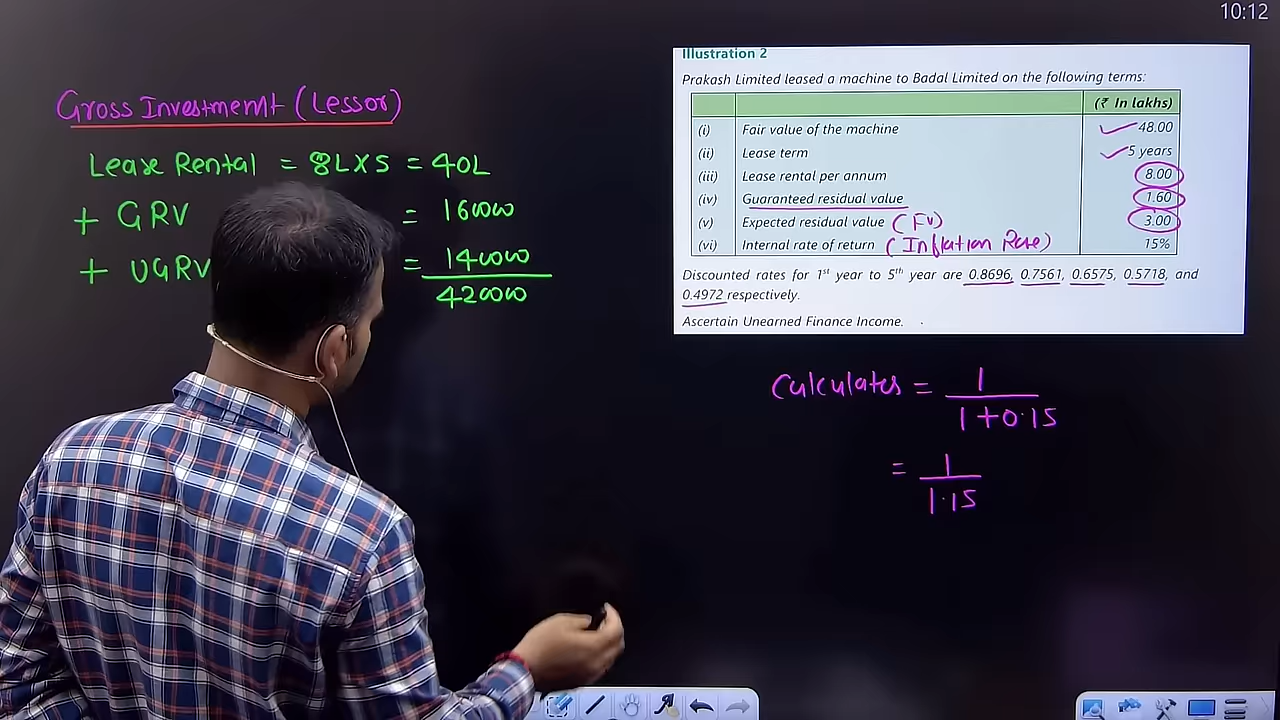 10:12
Gross Investment (Lessor)
Lease Rental = 8L X 5 = 40L
+ GRV = 160000
+ UGRV = 140000
420000
Illustration 2
Prakash Limited leased a machine to Badal Limited on the following terms:
(₹ In lakhs)
(i) Fair value of the machine 48.00
(ii) Lease term 5 years
(iii) Lease rental per annum 8.00
(iv) Guaranteed residual value 1.60
(v) Expected residual value (FV) 3.00
(vi) Internal rate of return (Inflation Rate) 15%
Discounted rates for 1st year to 5th year are 0.8696, 0.7561, 0.6575, 0.5718, and
0.4972 respectively.
Ascertain Unearned Finance Income.
Calculates = 1
1+0.15
= 1
1.15